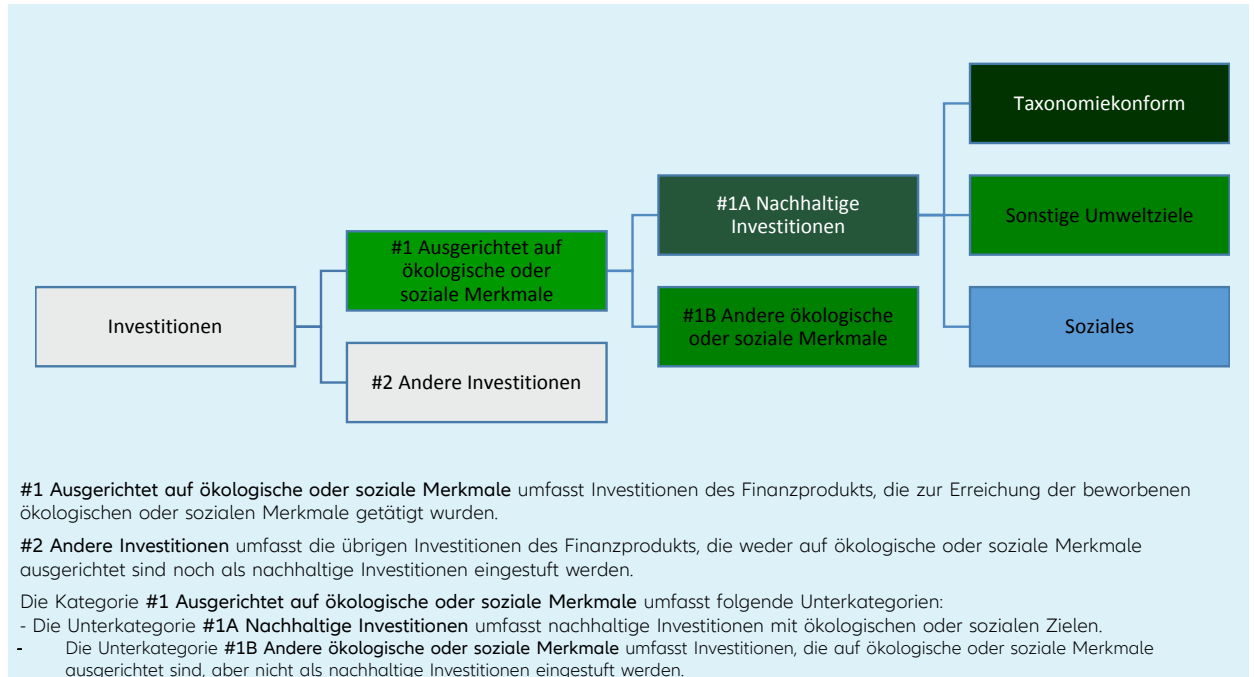 Taxonomiekonform
#1A Nachhaltige
Investitionen
Sonstige Umweltziele
#1 Ausgerichtet auf
ökologische oder
soziale Merkmale
Investitionen
#1B Andere ökologische
oder soziale Merkmale
Soziales
#2 Andere Investitionen
#1 Ausgerichtet auf ökologische oder soziale Merkmale umfasst Investitionen des Finanzprodukts, die zur Erreichung der beworbenen
ökologischen oder sozialen Merkmale getätigt wurden.
#2 Andere Investitionen umfasst die übrigen Investitionen des Finanzprodukts, die weder auf ökologische oder soziale Merkmale
ausgerichtet sind noch als nachhaltige Investitionen eingestuft werden.
Die Kategorie #1 Ausgerichtet auf ökologische oder soziale Merkmale umfasst folgende Unterkategorien:
- Die Unterkategorie #1A Nachhaltige Investitionen umfasst nachhaltige Investitionen mit ökologischen oder sozialen Zielen.
- Die Unterkategorie #1B Andere ökologische oder soziale Merkmale umfasst Investitionen, die auf ökologische oder soziale Merkmale
ausgerichtet sind, aber nicht als nachhaltige Investitionen eingestuft werden.